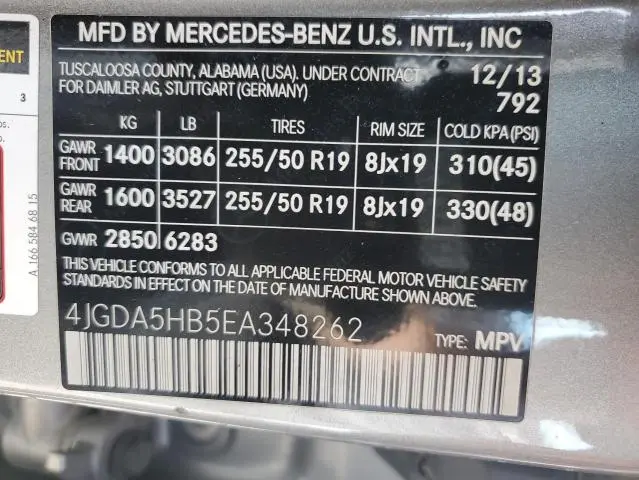 MFD BY MERCEDES-BENZ U.S. INTL., INC
TUSCALOOSA COUNTY, ALABAMA (USA). UNDER CONTRACT 12/13
FOR DAIMLER AG, STUTTGART (GERMANY) 792
KG LB TIRES RIM SIZE COLD KPA(PSI)
GAWR FRONT 1400 3086 255/50 R19 8Jx19 310(45)
GAWR REAR 1600 3527 255/50 R19 8Jx19 330(48)
GVWR 2850 6283
THIS VEHICLE CONFORMS TO ALL APPLICABLE FEDERAL MOTOR VEHICLE SAFETY
STANDARDS IN EFFECT ON THE DATE OF MANUFACTURE SHOWN ABOVE.
4JGDA5HB5EA348262 TYPE: MPV
A 166 584 68 15
3